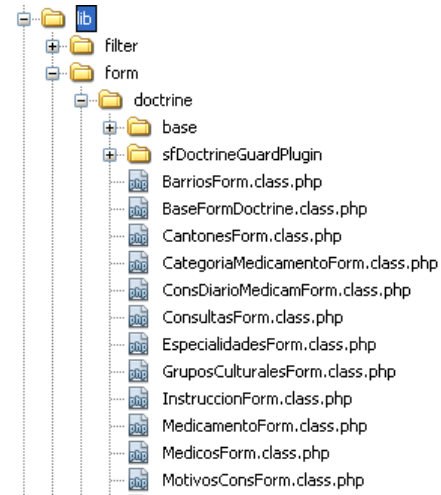 lib
filter
form
doctrine
base
sfDoctrineGuardPlugin
BarriosForm.class.php
BaseFormDoctrine.class.php
CantonesForm.class.php
CategoriaMedicamentoForm.class.php
ConsDiarioMedicamForm.class.php
ConsultasForm.class.php
EspecialidadesForm.class.php
GruposCulturalesForm.class.php
InstruccionForm.class.php
MedicamentoForm.class.php
MedicosForm.class.php
MotivosConsForm.class.php